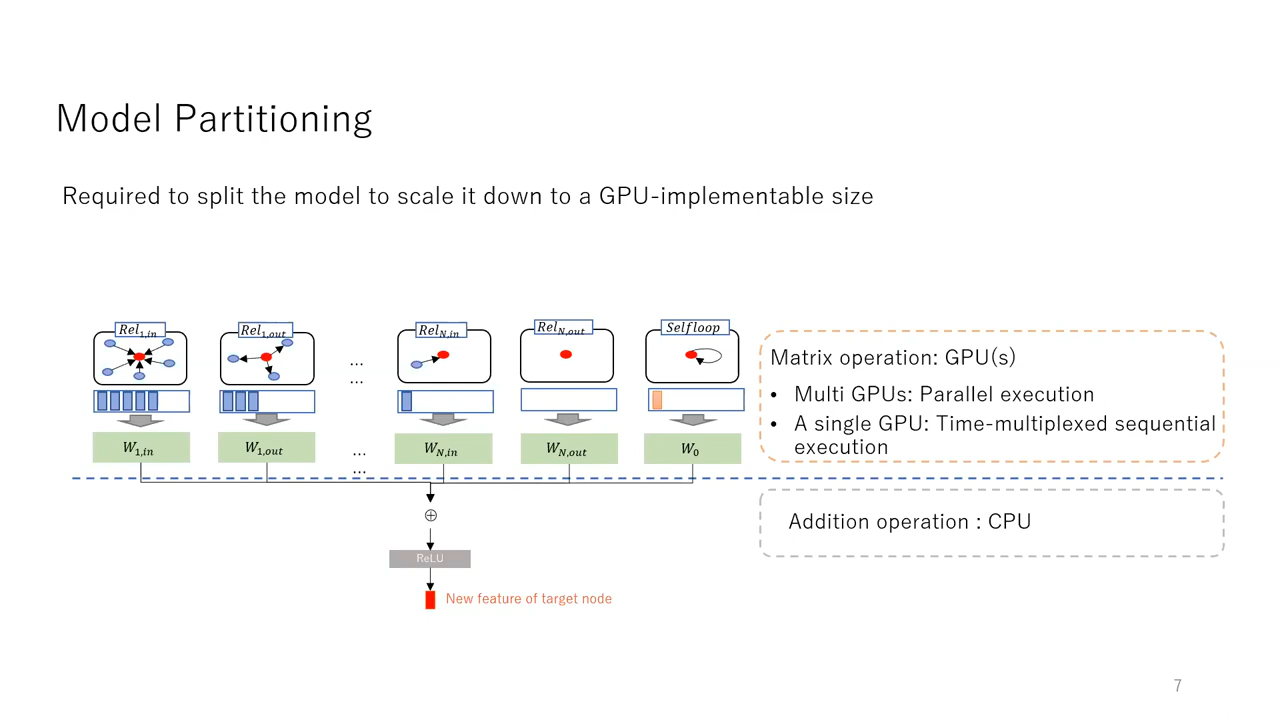 Model Partitioning
Required to split the model to scale it down to a GPU-implementable size
Rel1,in
Rel1,out
...
...
RelN,in
RelN,out
Selfloop
W1,in
W1,out
...
...
WN,in
WN,out
W0
Matrix operation: GPU(s)
• Multi GPUs: Parallel execution
• A single GPU: Time-multiplexed sequential
execution
⊕
Addition operation : CPU
ReLU
New feature of target node
7